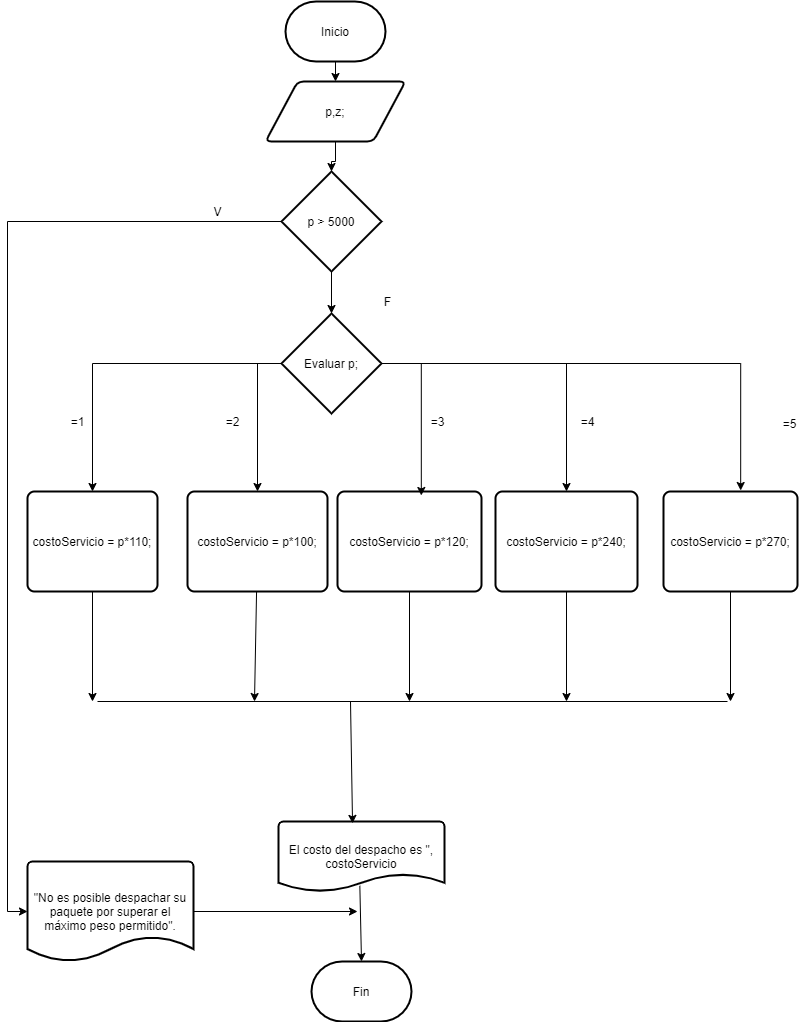 Inicio
p,z;
V
p > 5000
F
Evaluar p;
=1
=2
=3
=4
=5
costoServicio = p*110;
costoServicio = p*100;
costoServicio = p*120;
costoServicio = p*240;
costoServicio = p*270;
El costo del despacho es ",
costoServicio
"No es posible despachar su
paquete por superar el
máximo peso permitido".
Fin